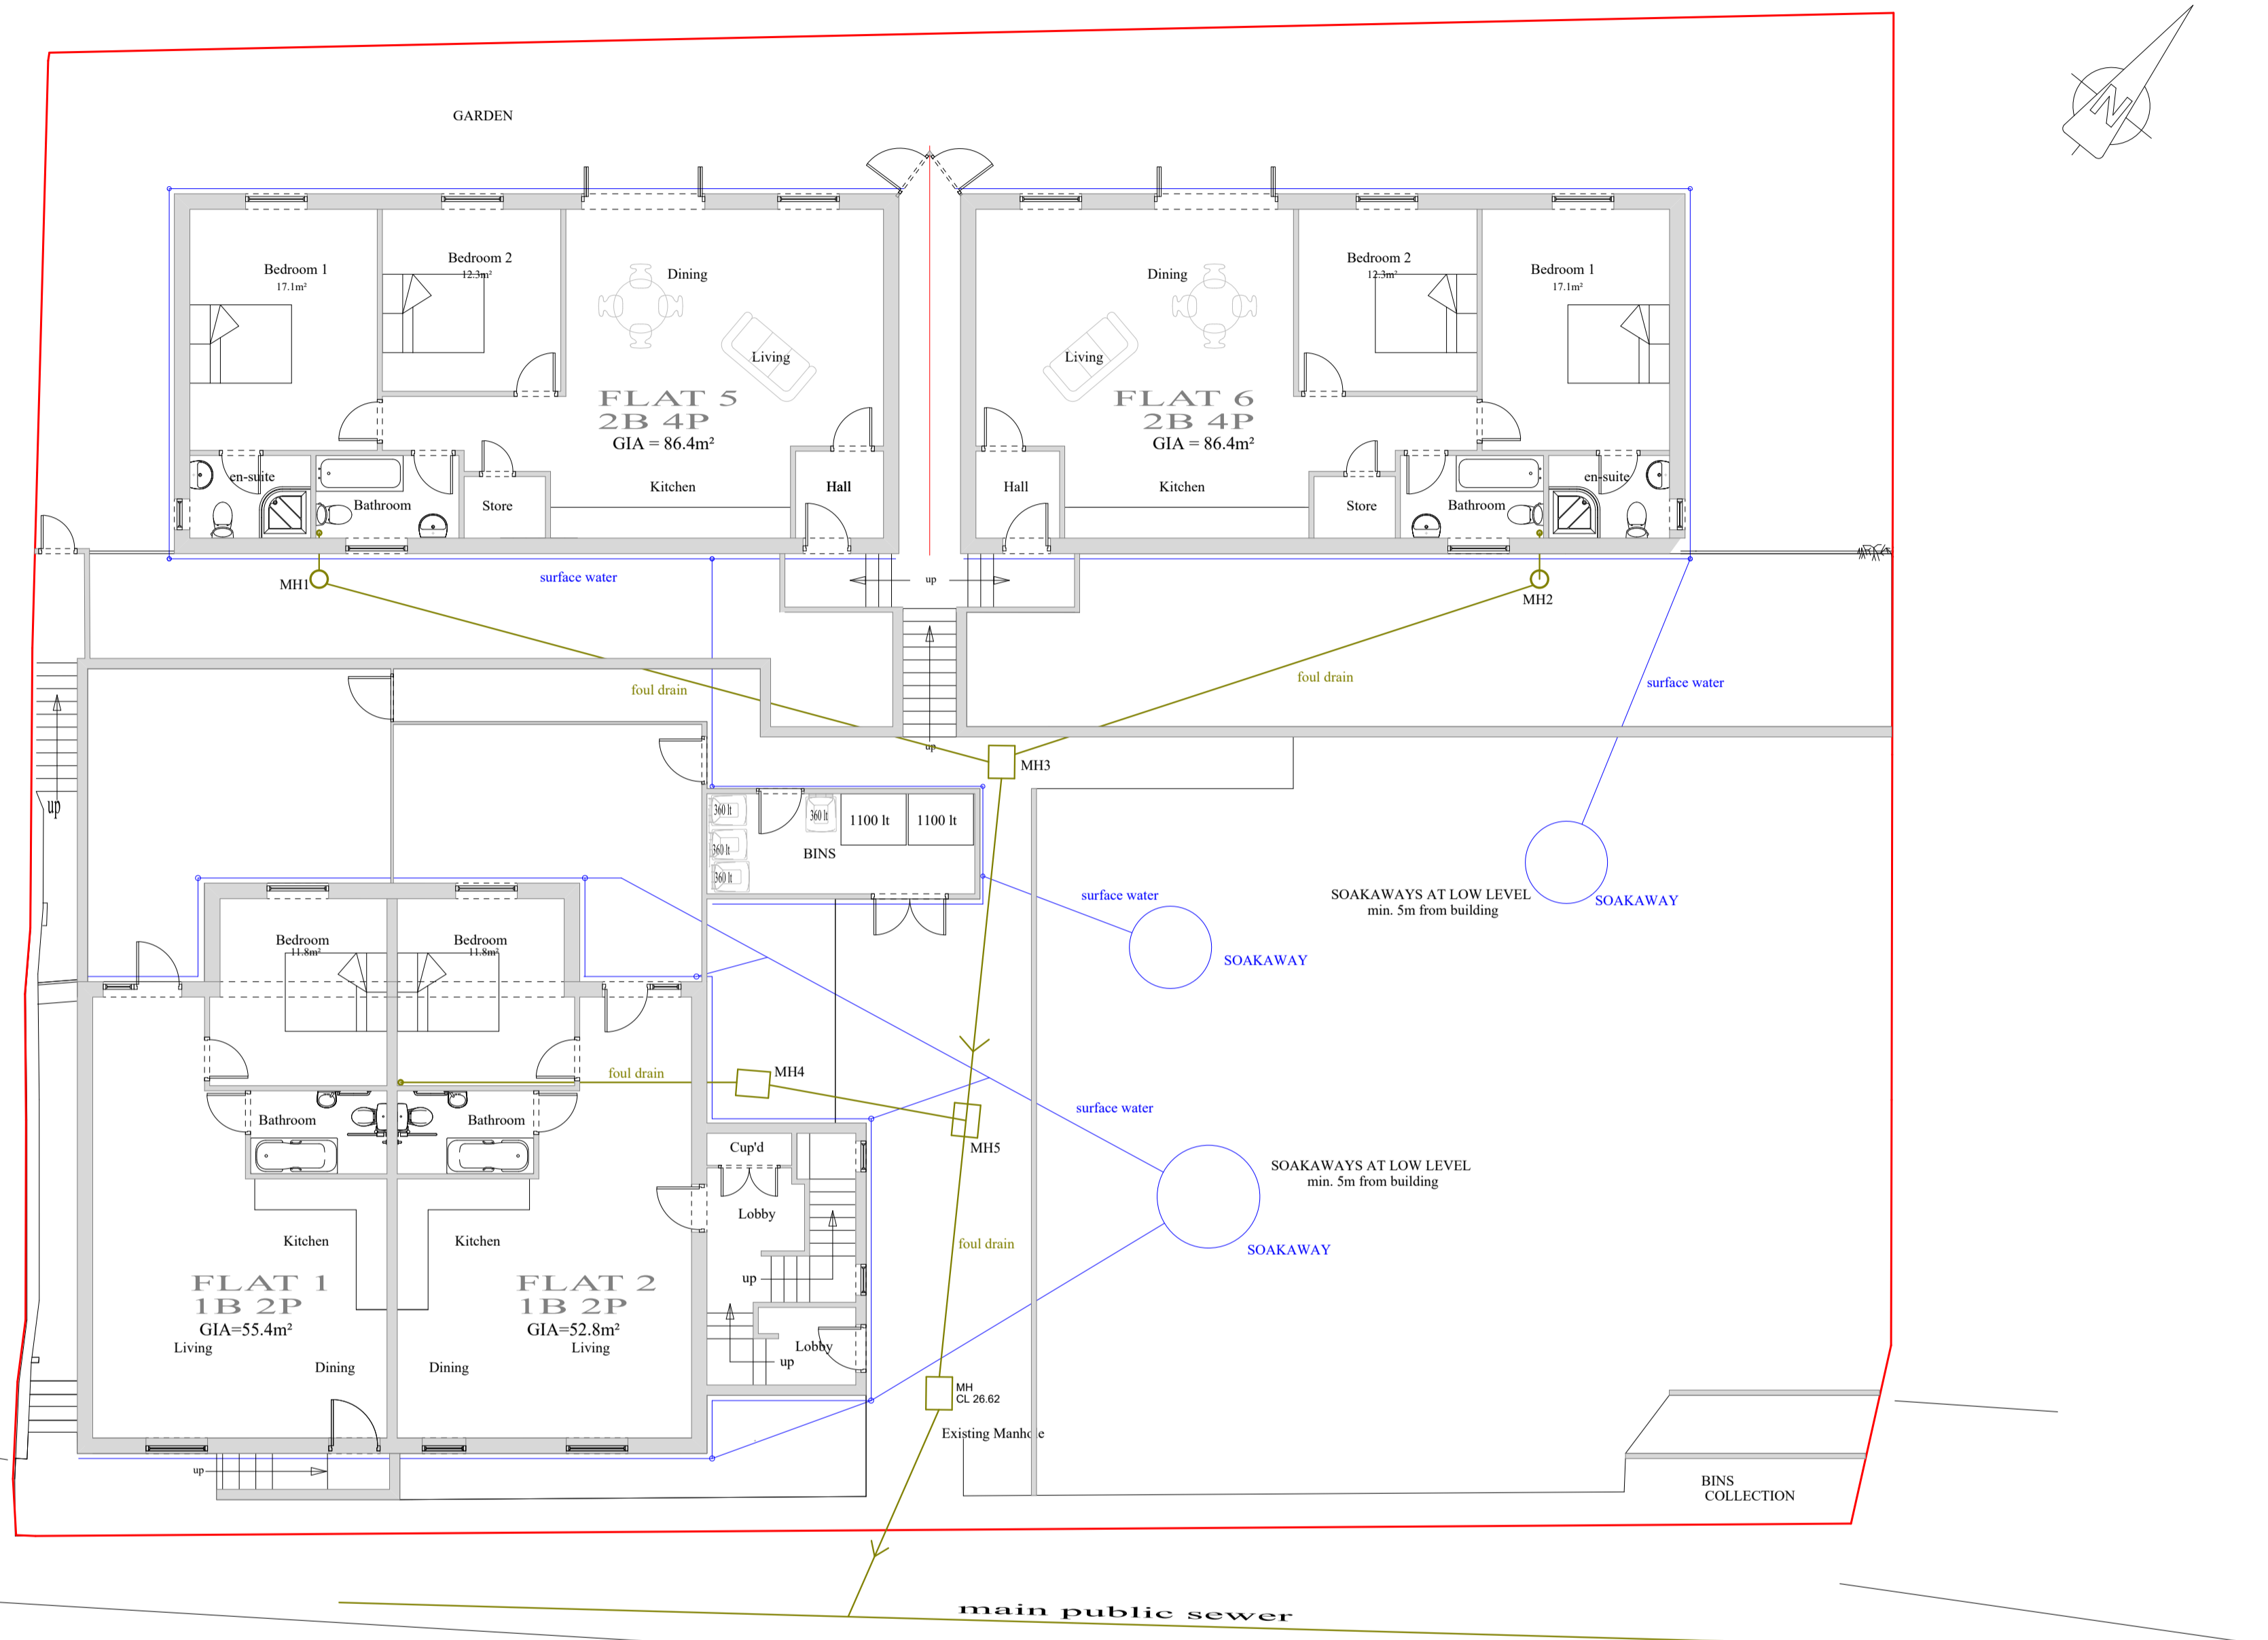 GARDEN
N
Bedroom 1
17.1m²
Bedroom 2
12.3m²
Dining
Living
FLAT 5
2B 4P
GIA = 86.4m²
en-suite
Bathroom
Store
Kitchen
Hall
Dining
Living
FLAT 6
2B 4P
GIA = 86.4m²
Bedroom 2
12.3m²
Bedroom 1
17.1m²
Hall
Kitchen
Store
Bathroom
en-suite
MH1
surface water
up
MH2
foul drain
foul drain
surface water
up
MH3
up
360 lt
360 lt
360 lt
360 lt
1100 lt
1100 lt
BINS
surface water
SOAKAWAY
SOAKAWAYS AT LOW LEVEL
min. 5m from building
SOAKAWAY
Bedroom
11.8m²
Bedroom
11.8m²
foul drain
MH4
MH5
surface water
Bathroom
Bathroom
Cup'd
Lobby
SOAKAWAYS AT LOW LEVEL
min. 5m from building
SOAKAWAY
Kitchen
Kitchen
foul drain
up
FLAT 1
1B 2P
GIA=55.4m²
Living
Dining
FLAT 2
1B 2P
GIA=52.8m²
Living
Dining
Lobby
up
MH
CL 26.62
Existing Manhole
up
BINS
COLLECTION
main public sewer